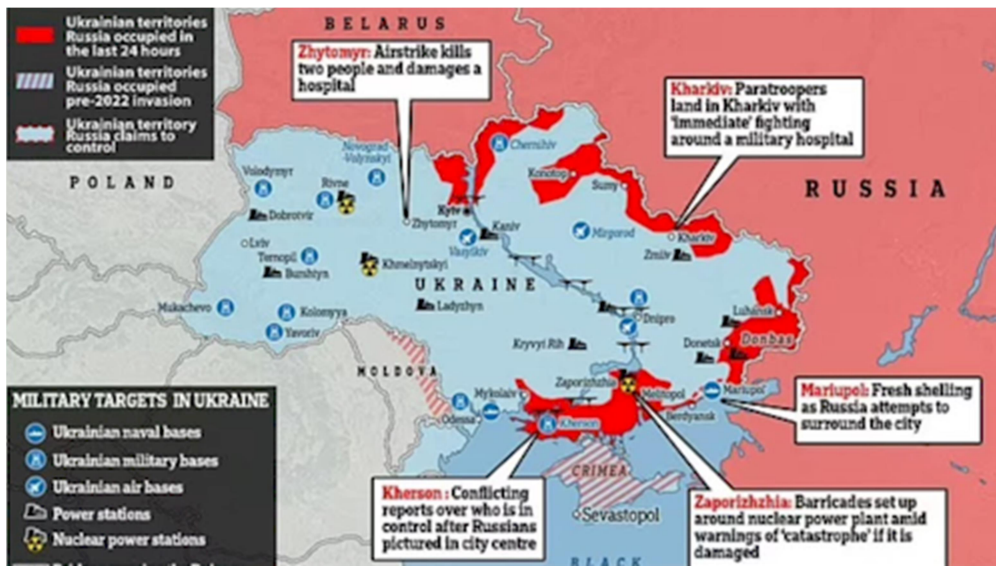 Ukrainian territories
Russia occupied in
the last 24 hours
Ukrainian territories
Russia occupied
pre-2022 invasion
Ukrainian territory
Russia claims to
control
BELARUS
Zhytomyr: Airstrike kills
two people and damages a
hospital
Kharkiv: Paratroopers
land in Kharkiv with
'immediate' fighting
around a military hospital
POLAND
RUSSIA
Novograd
-Volynskyi
Chernihiv
Volodymyr
Rivne
Konotop
Sumy
Dobrotvir
Kyiv
Zhytomyr
Kaniv
Vasylkiv
Mirgorod
Kharkiv
Zmiiv
Lviv
Ternopil
Burshtyn
Khmelnytskyi
UKRAINE
Mukachevo
Kolomyya
Ladyzhyn
Yavoriv
Dnipro
Luhansk
Kryvyi Rih
Donetsk
Donbas
MOLDOVA
Zaporizhzhia
Melitopol
Mariupol
Mykolaiv
Berdyansk
Odessa
Kherson
Mariupol: Fresh shelling
as Russia attempts to
surround the city
MILITARY TARGETS IN UKRAINE
Ukrainian naval bases
Ukrainian military bases
Ukrainian air bases
Power stations
Nuclear power stations
CRIMEA
Sevastopol
Kherson : Conflicting
reports over who is in
control after Russians
pictured in city centre
Zaporizhzhia: Barricades set up
around nuclear power plant amid
warnings of 'catastrophe' if it is
damaged
BLACK